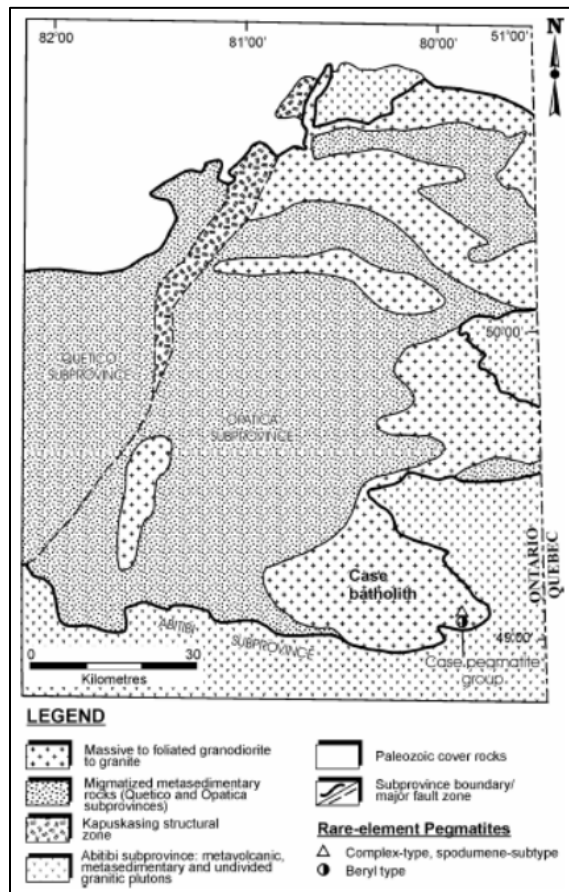 82°00'
81°00'
80°00'
51°00'
N
50°00'
QUETICO
SUBPROVINCE
OPATICA
SUBPROVINCE
Case
batholith
ONTARIO
QUEBEC
ABITIBI
SUBPROVINCE
49°00'
Case pegmatite
group
0
30
Kilometres
LEGEND
Massive to foliated granodiorite
to granite
Migmatized metasedimentary
rocks (Quetico and Opatica
subprovinces)
Kapuskasing structural
zone
Abitibi subprovince: metavolcanic,
metasedimentary and undivided
granitic plutons
Paleozoic cover rocks
Subprovince boundary/
major fault zone
Rare-element Pegmatites
Complex-type, spodumene-subtype
Beryl type